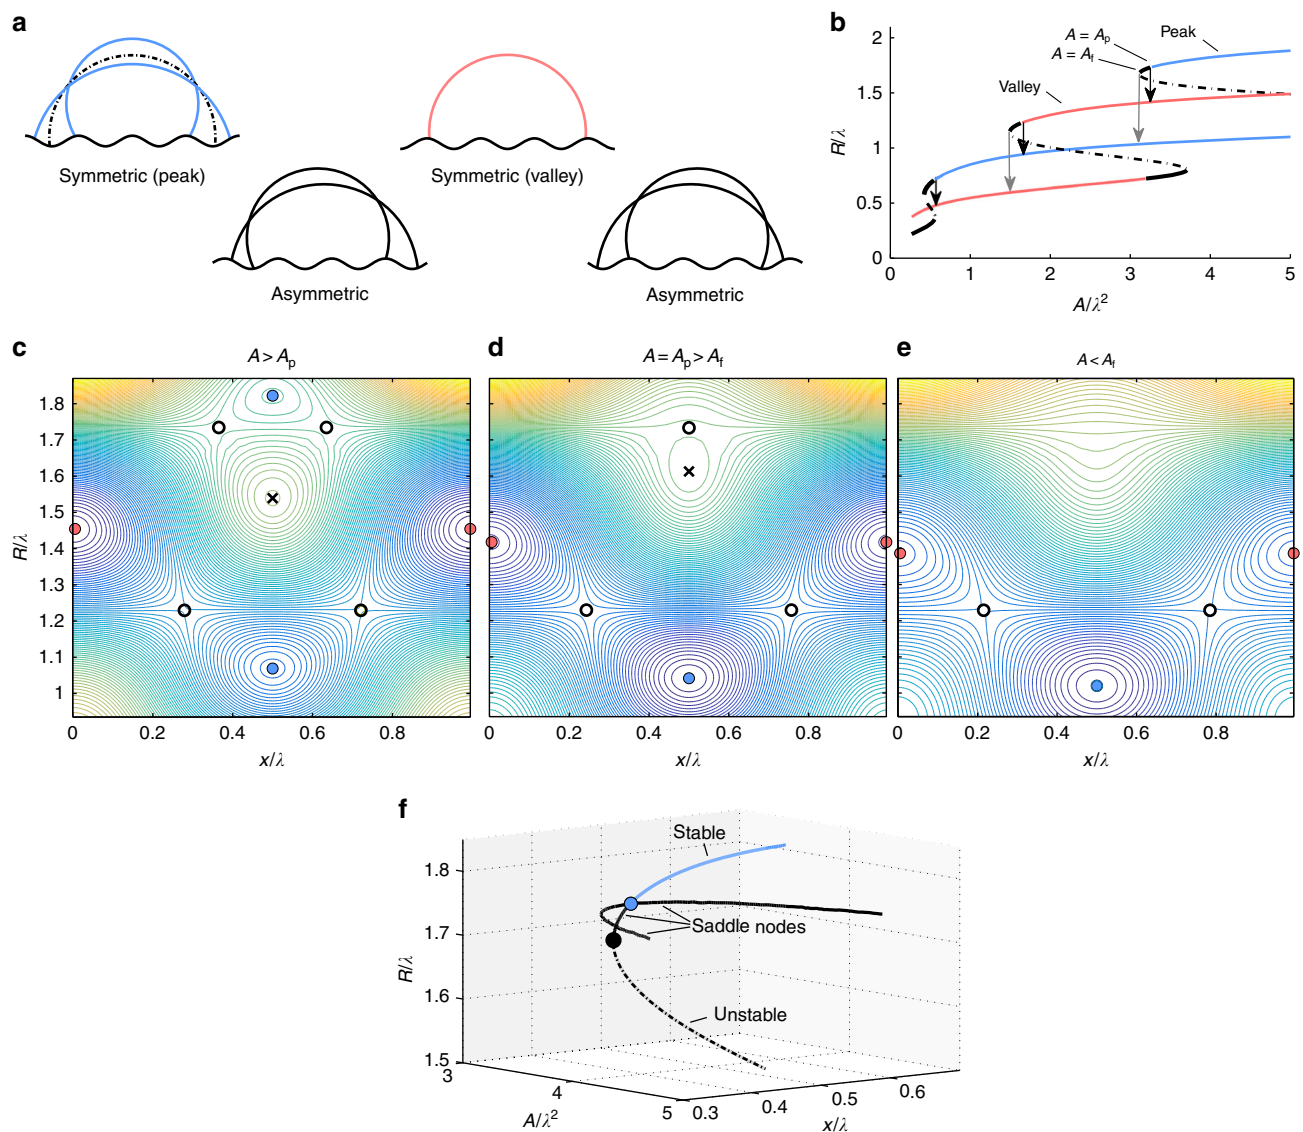 a
Symmetric (peak)
Symmetric (valley)
Asymmetric
Asymmetric
b
2
1.5
1
0.5
0
R/λ
A = Ap
A = Af
Peak
Valley
0 1 2 3 4 5
A/λ²
c
A > Ap
1.8
1.7
1.6
1.5
1.4
1.3
1.2
1.1
1
R/λ
0 0.2 0.4 0.6 0.8
x/λ
d
A = Ap > Af
0 0.2 0.4 0.6 0.8
x/λ
e
A < Af
0 0.2 0.4 0.6 0.8
x/λ
f
1.8
1.7
1.6
1.5
R/λ
Stable
Saddle nodes
Unstable
3 4 5
A/λ²
0.3 0.4 0.5 0.6
x/λ